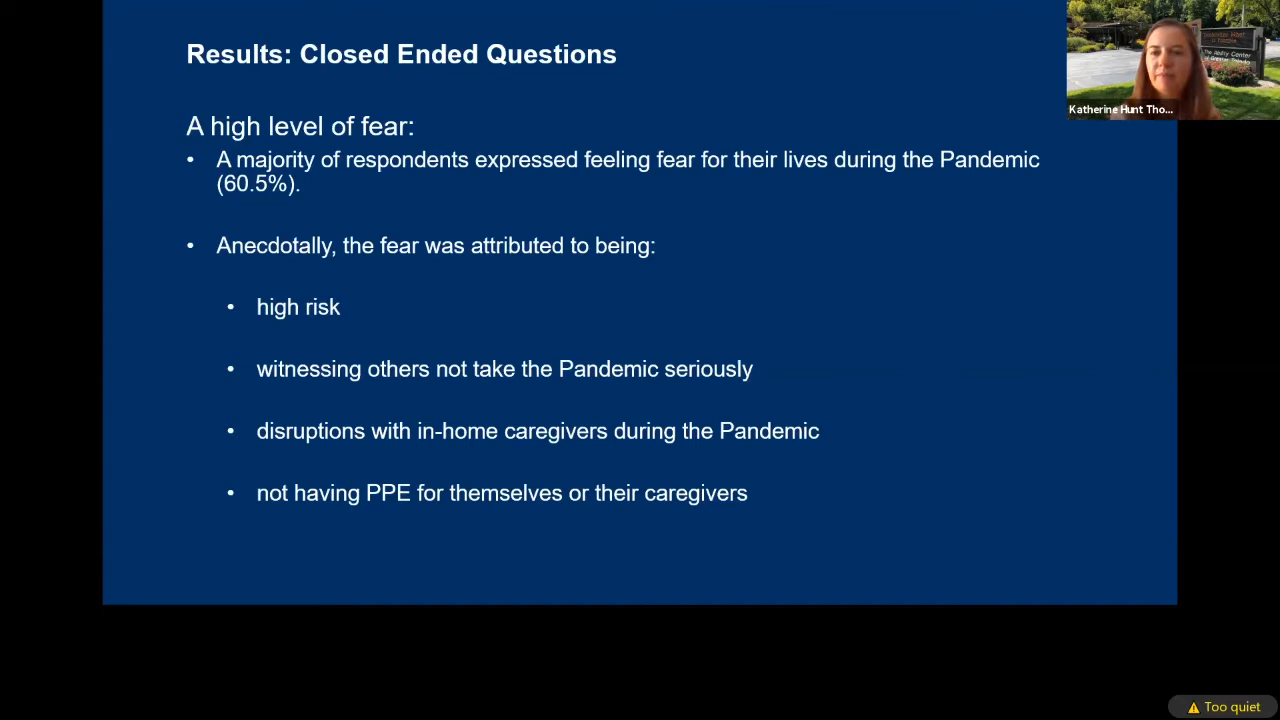 Results: Closed Ended Questions
A high level of fear:
• A majority of respondents expressed feeling fear for their lives during the Pandemic
(60.5%).
• Anecdotally, the fear was attributed to being:
• high risk
• witnessing others not take the Pandemic seriously
• disruptions with in-home caregivers during the Pandemic
• not having PPE for themselves or their caregivers
The Ability Center
Katherine Hunt Tho...
Too quiet